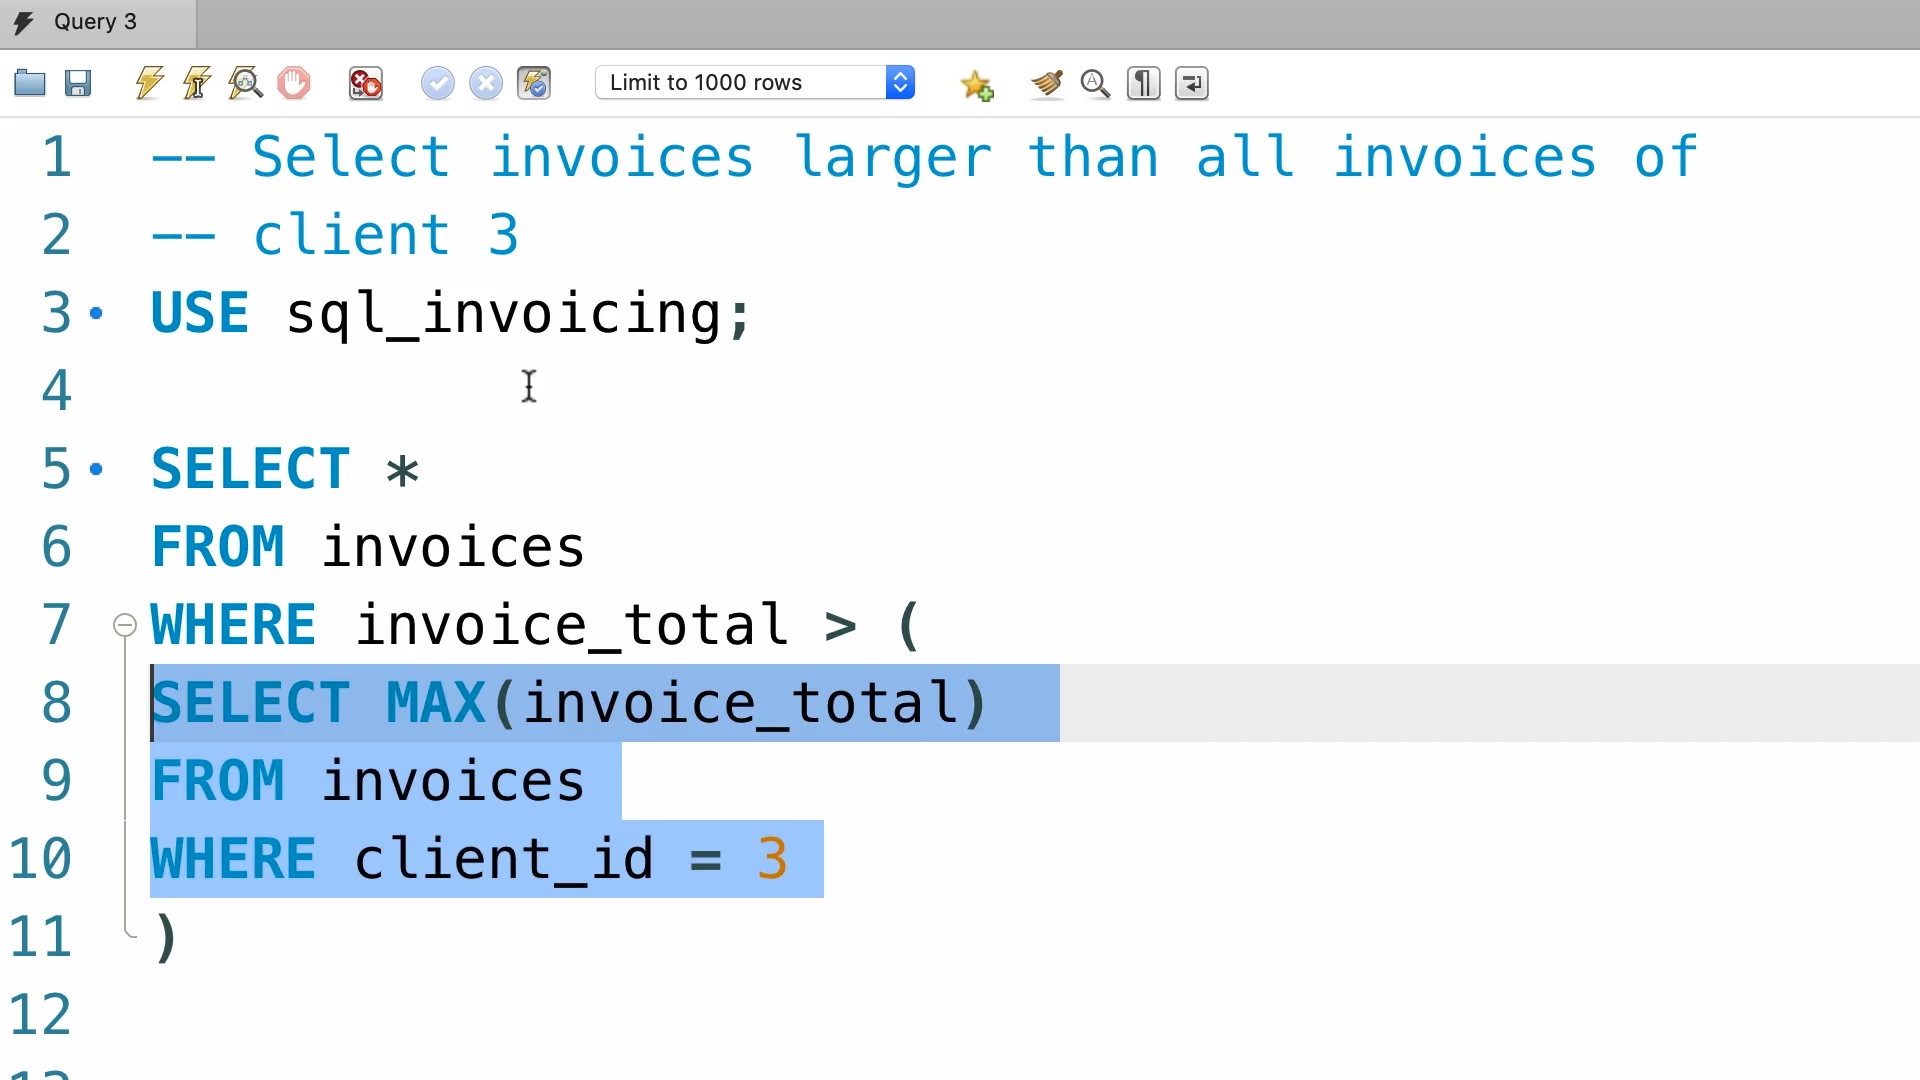 Query 3
Limit to 1000 rows
1 -- Select invoices larger than all invoices of
2 -- client 3
3 USE sql_invoicing;
4
5 SELECT *
6 FROM invoices
7 WHERE invoice_total > (
8 SELECT MAX(invoice_total)
9 FROM invoices
10 WHERE client_id = 3
11 )
12